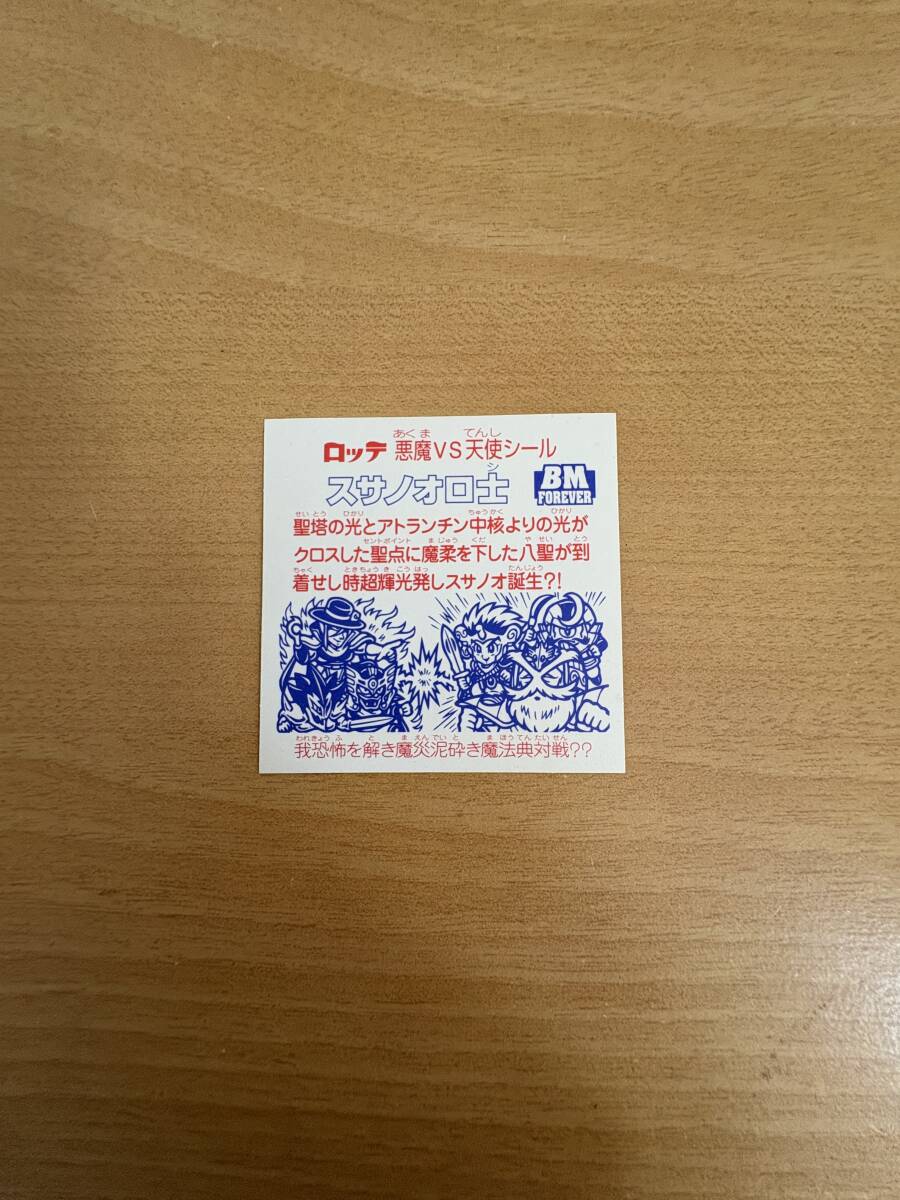 ロッテ 悪魔VS天使シール
スサノオロ士
BM
FOREVER
聖塔の光とアトランチン中核よりの光が
クロスした聖点に魔柔を下した八聖が到
着せし時超輝光発しスサノオ誕生?!
我恐怖を解き魔災泥砕き魔法典対戦??